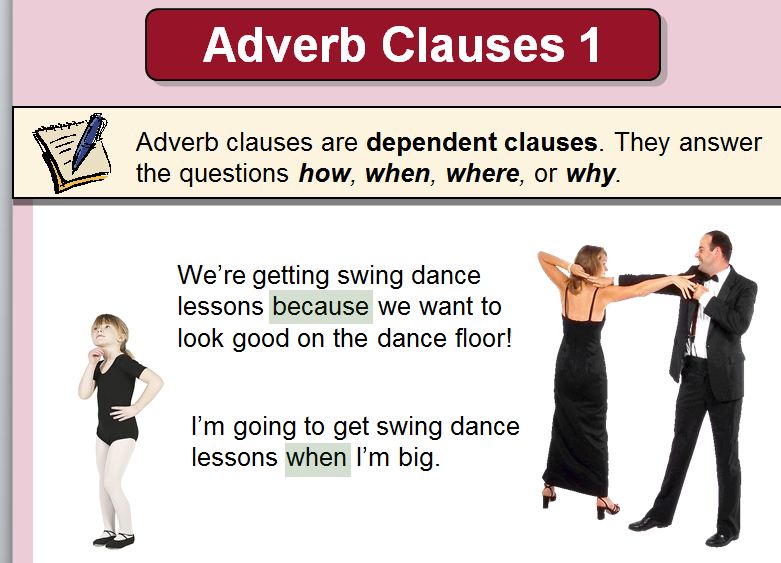 Adverb Clauses 1
Adverb clauses are dependent clauses. They answer
the questions how, when, where, or why.
We're getting swing dance
lessons because we want to
look good on the dance floor!
I'm going to get swing dance
lessons when I'm big.